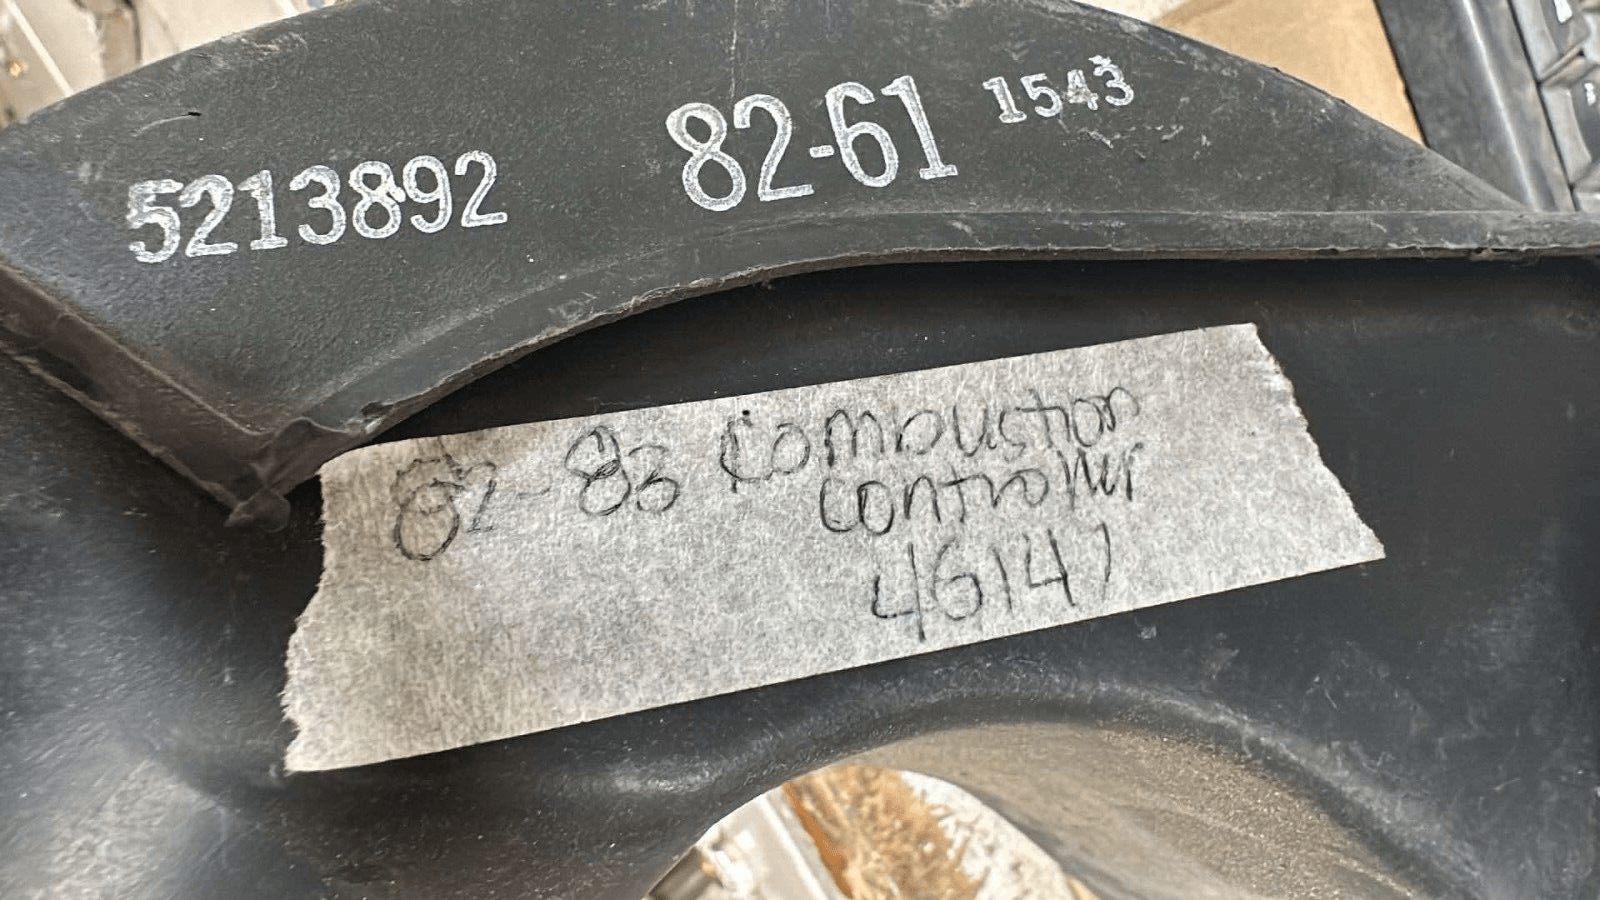 5213892 82-61 1543
82-83 Combustion
controller
46147